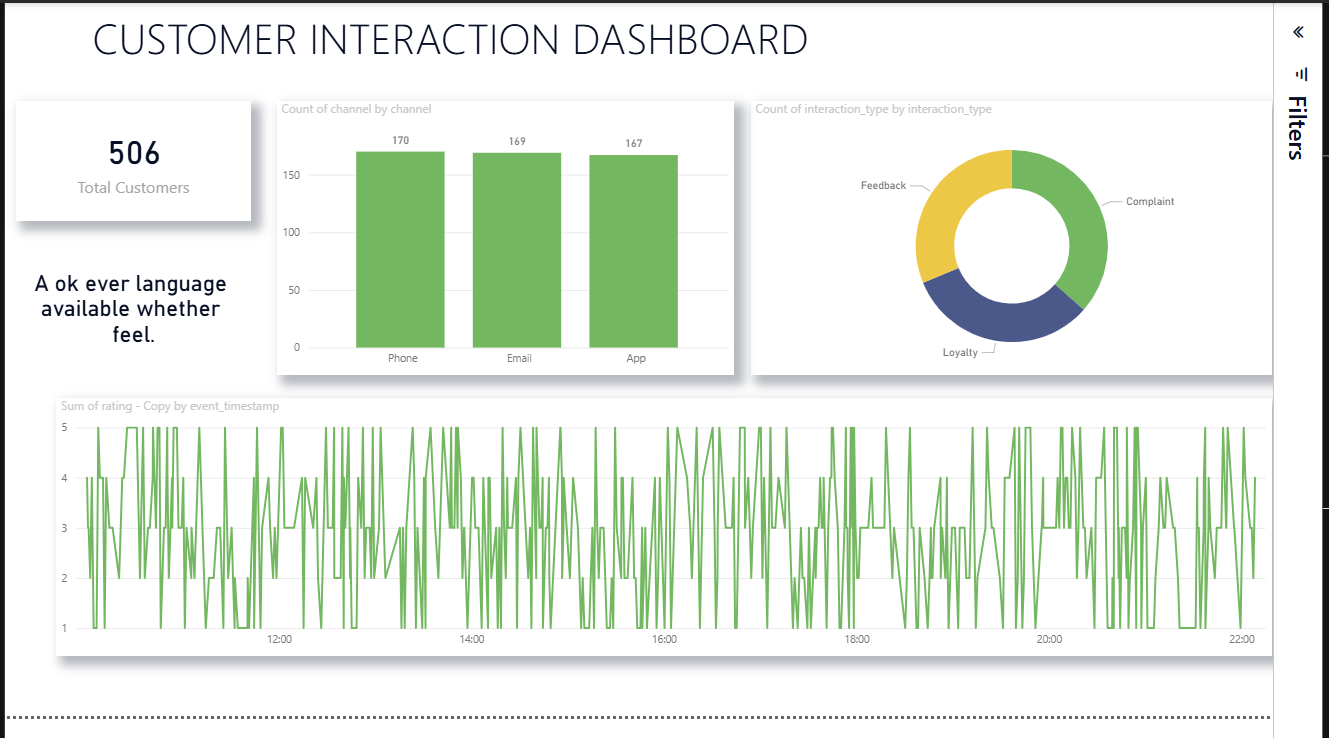 CUSTOMER INTERACTION DASHBOARD
Filters
506
Total Customers
A ok ever language
available whether
feel.
Count of channel by channel
170
169
167
150
100
50
0
Phone
Email
App
Count of interaction_type by interaction_type
Feedback
Complaint
Loyalty
Sum of rating - Copy by event_timestamp
5
4
3
2
1
12:00
14:00
16:00
18:00
20:00
22:00